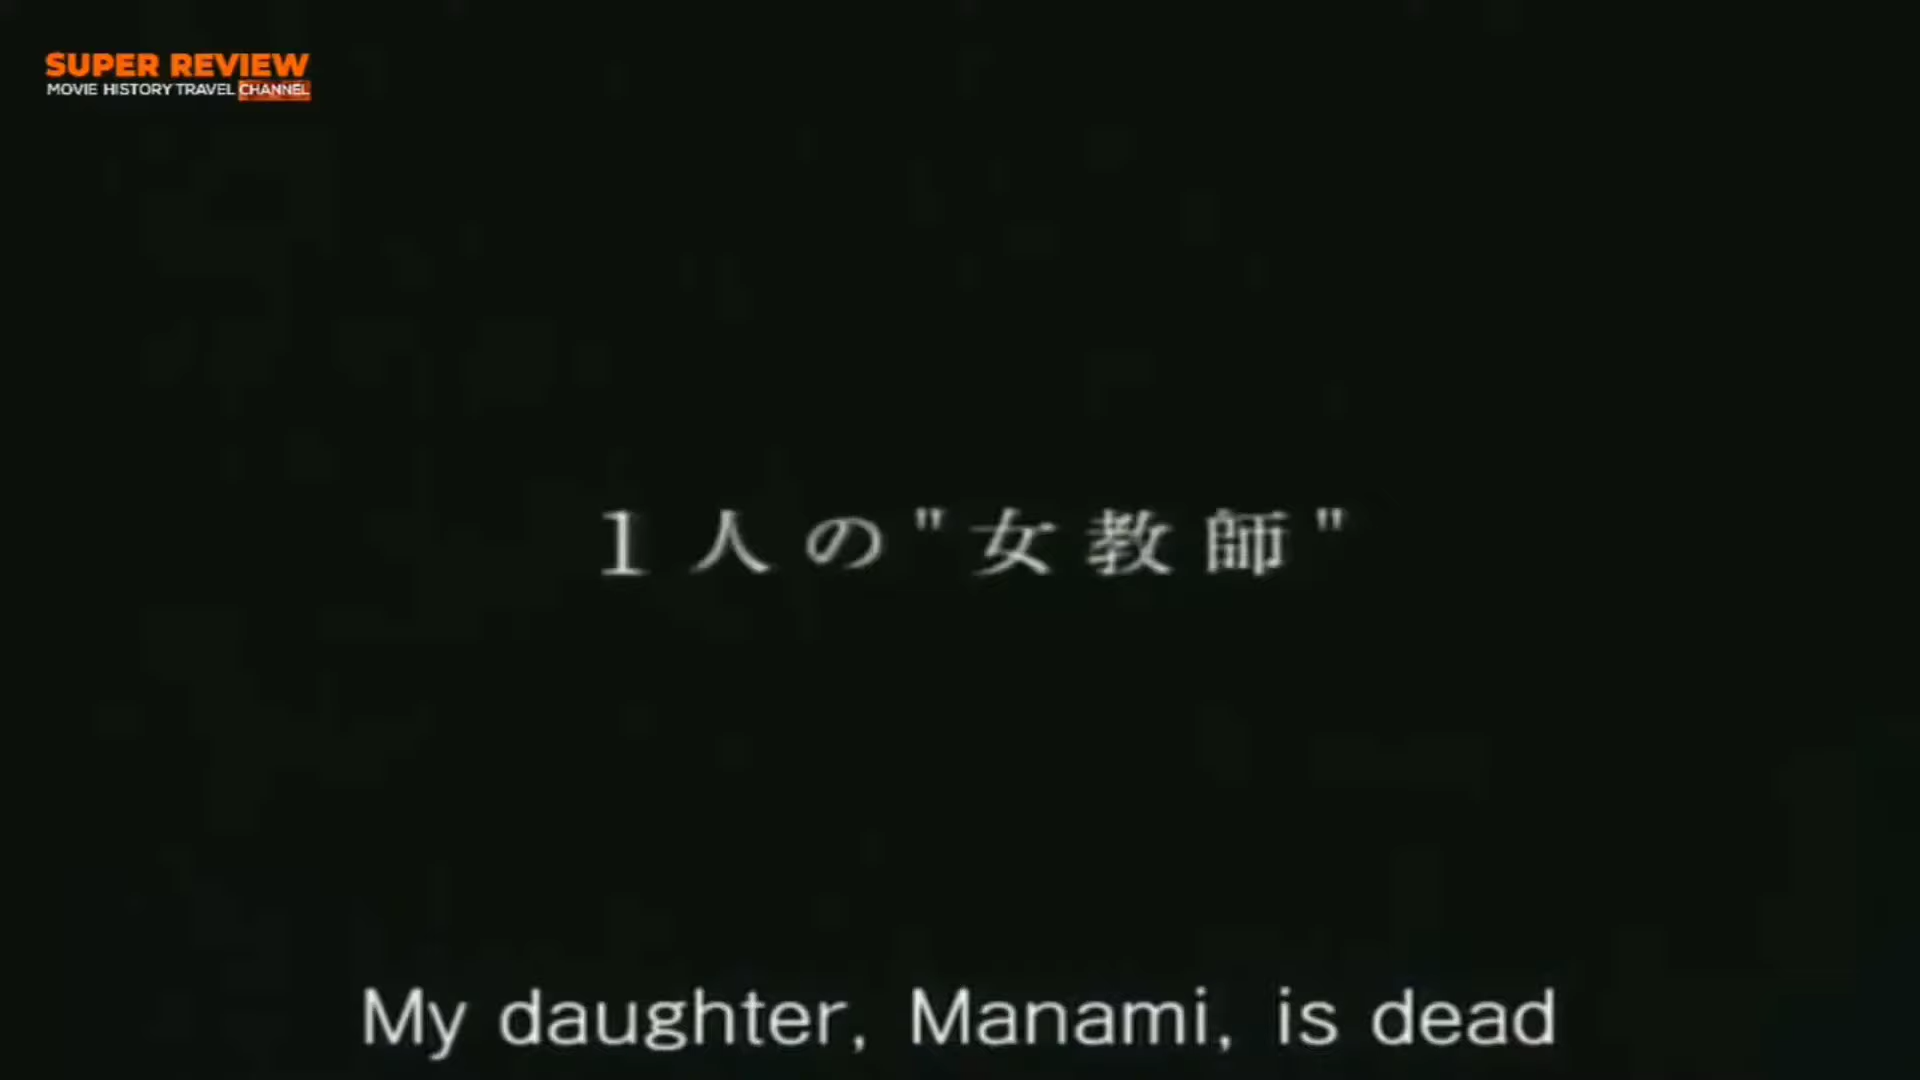 SUPER REVIEW
MOVIE HISTORY TRAVEL CHANNEL
1人の"女教師"
My daughter, Manami, is dead